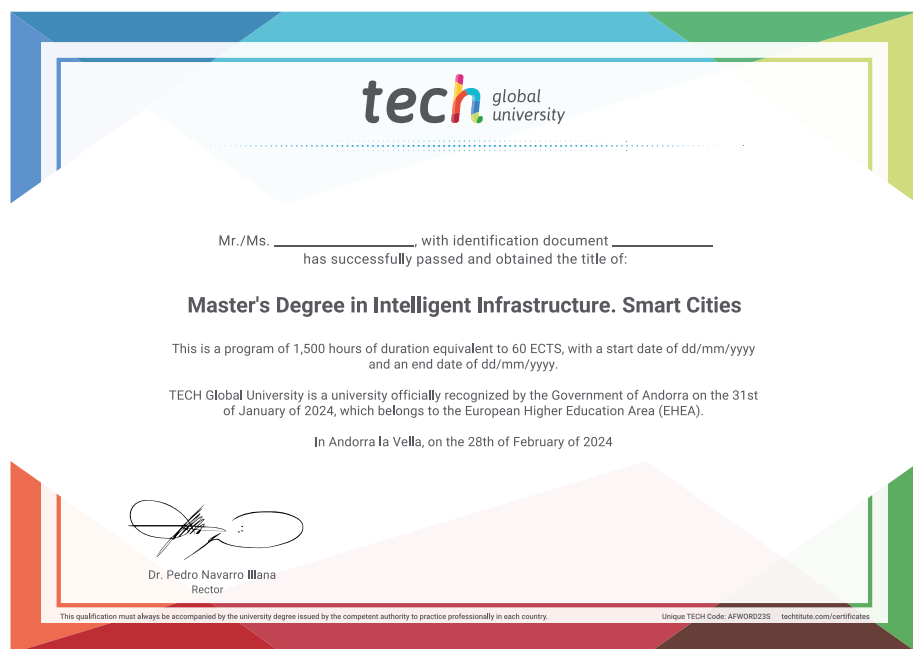 tech global
university
Mr./Ms. ____________, with identification document ____________
has successfully passed and obtained the title of:
Master's Degree in Intelligent Infrastructure. Smart Cities
This is a program of 1,500 hours of duration equivalent to 60 ECTS, with a start date of dd/mm/yyyy
and an end date of dd/mm/yyyy.
TECH Global University is a university officially recognized by the Government of Andorra on the 31st
of January of 2024, which belongs to the European Higher Education Area (EHEA).
In Andorra la Vella, on the 28th of February of 2024
Dr. Pedro Navarro Illana
Rector
This qualification must always be accompanied by the university degree issued by the competent authority to practice professionally in each country.
Unique TECH Code: AFWORD23S techtitute.com/certificates